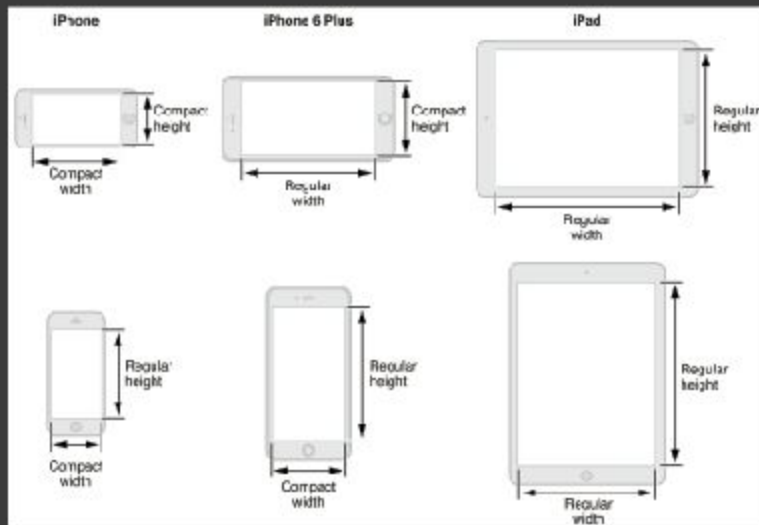 iPhone
iPhone 6 Plus
iPad
Compact
height
Compact
width
Compact
height
Regular
width
Regular
height
Regular
width
Regular
height
Compact
width
Regular
height
Compact
width
Regular
height
Regular
width